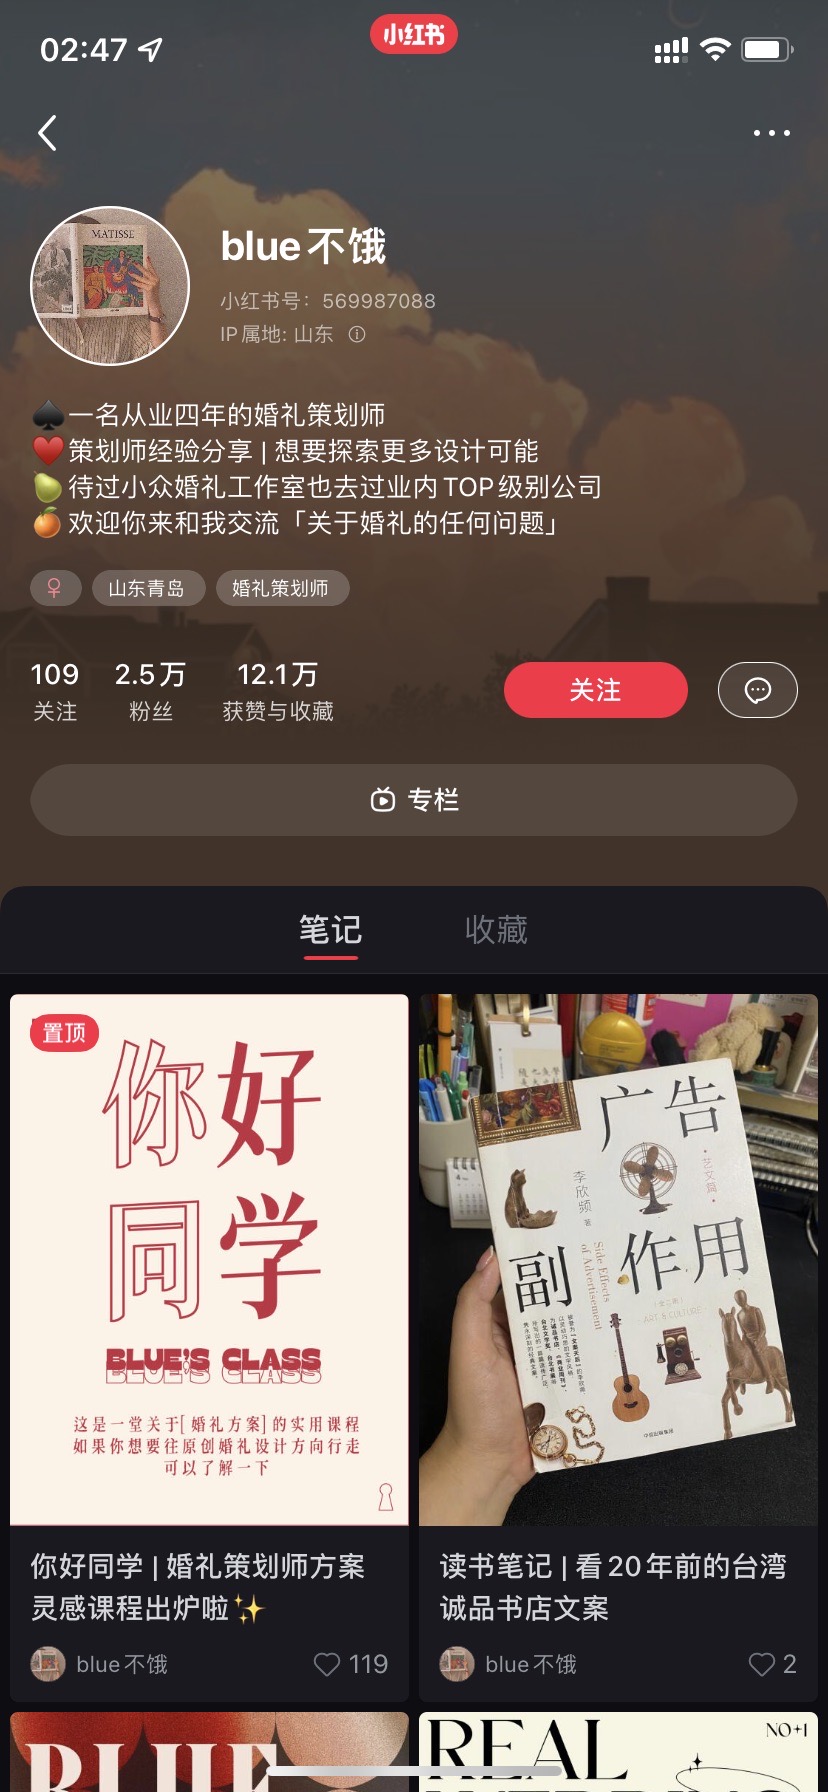 02:47
小红书
MATISSE
blue不饿
小红书号：569987088
IP属地: 山东
♠️一名从业四年的婚礼策划师
♥️策划师经验分享 | 想要探索更多设计可能
🍐待过小众婚礼工作室也去过业内TOP级别公司
🍊欢迎你来和我交流「关于婚礼的任何问题」
♀ 山东青岛 婚礼策划师
109 2.5万 12.1万
关注 粉丝 获赞与收藏
关注
专栏
笔记 收藏
置顶
你好
同学
BLUE'S CLASS
这是一堂关于[婚礼方案]的实用课程
如果你想要往原创婚礼设计方向行走
可以了解一下
你好同学 | 婚礼策划师方案
灵感课程出炉啦✨
blue不饿 119
广告
·艺文篇·
李欣频 著
副作用
Side Effects
of Advertisement
ART & CULTURE
中信出版集团
读书笔记 | 看20年前的台湾
诚品书店文案
blue不饿 2
BLUE
REAL
NO+1